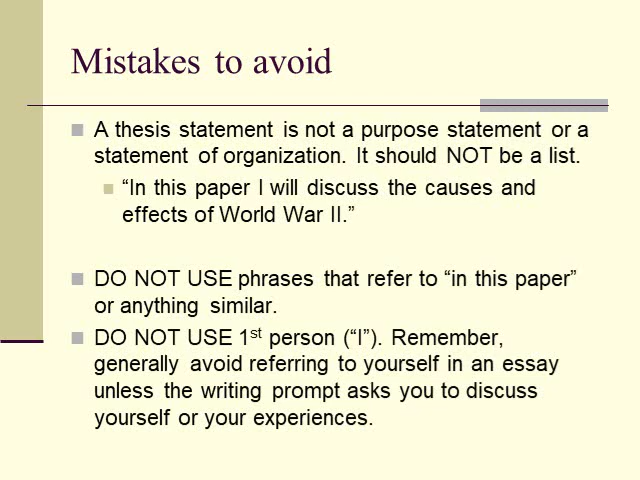 Mistakes to avoid
A thesis statement is not a purpose statement or a
statement of organization. It should NOT be a list.
“In this paper I will discuss the causes and
effects of World War II.”
DO NOT USE phrases that refer to “in this paper”
or anything similar.
DO NOT USE 1st person (“I”). Remember,
generally avoid referring to yourself in an essay
unless the writing prompt asks you to discuss
yourself or your experiences.